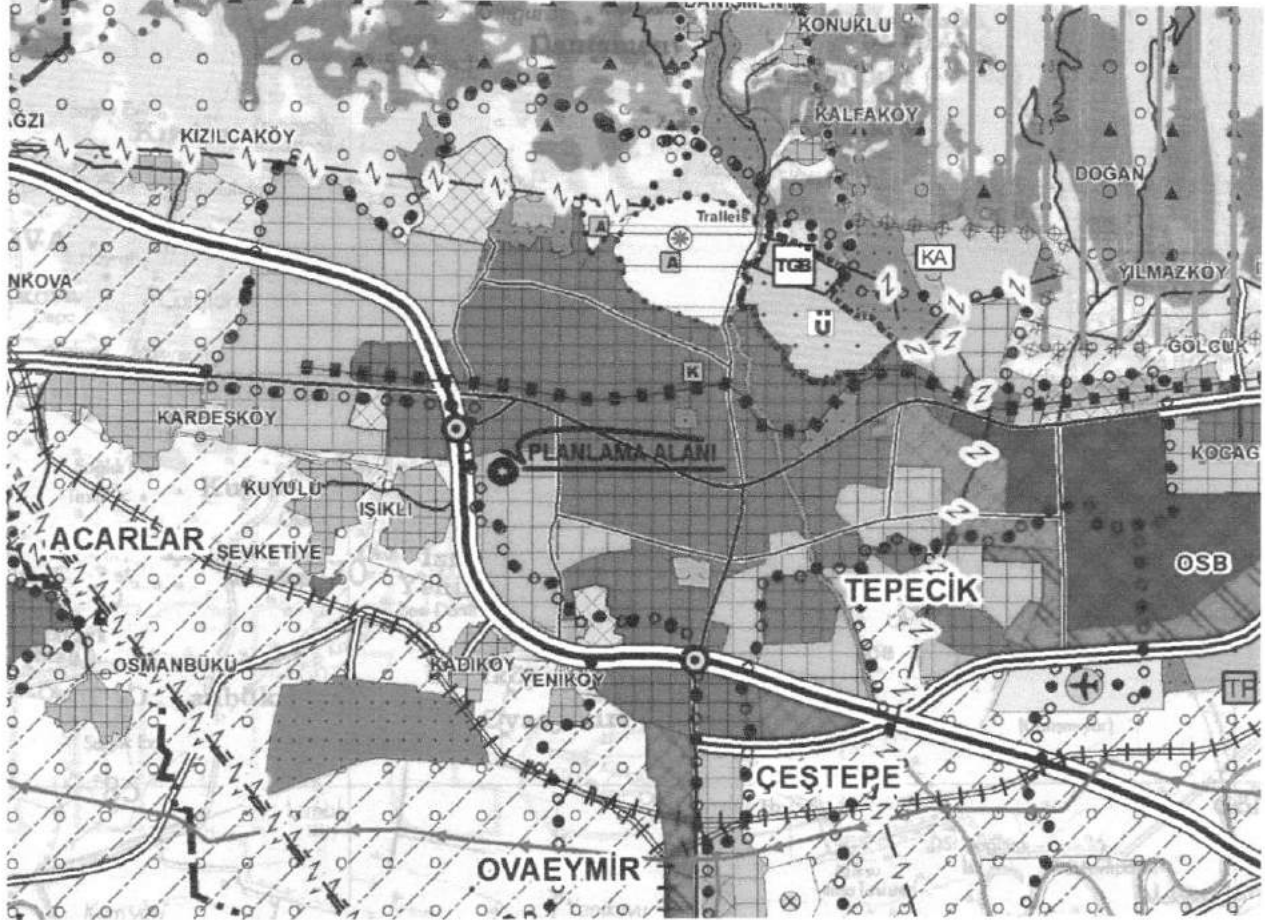 DANIŞMENT
KONUKLU
KALFAKÖY
KIZILCAKÖY
DOĞAN
Tralleis
A
A
TGB
KA
YILMAZKÖY
NKOVA
Ü
GÖLCÜK
K
KARDEŞKÖY
PLANLAMA ALANI
KOCAG
KUYULU
IŞIKLI
ACARLAR
ŞEVKETİYE
OSB
TEPECİK
OSMANBÜKÜ
KADIKÖY
YENİKÖY
ÇEŞTEPE
OVAEYMİR